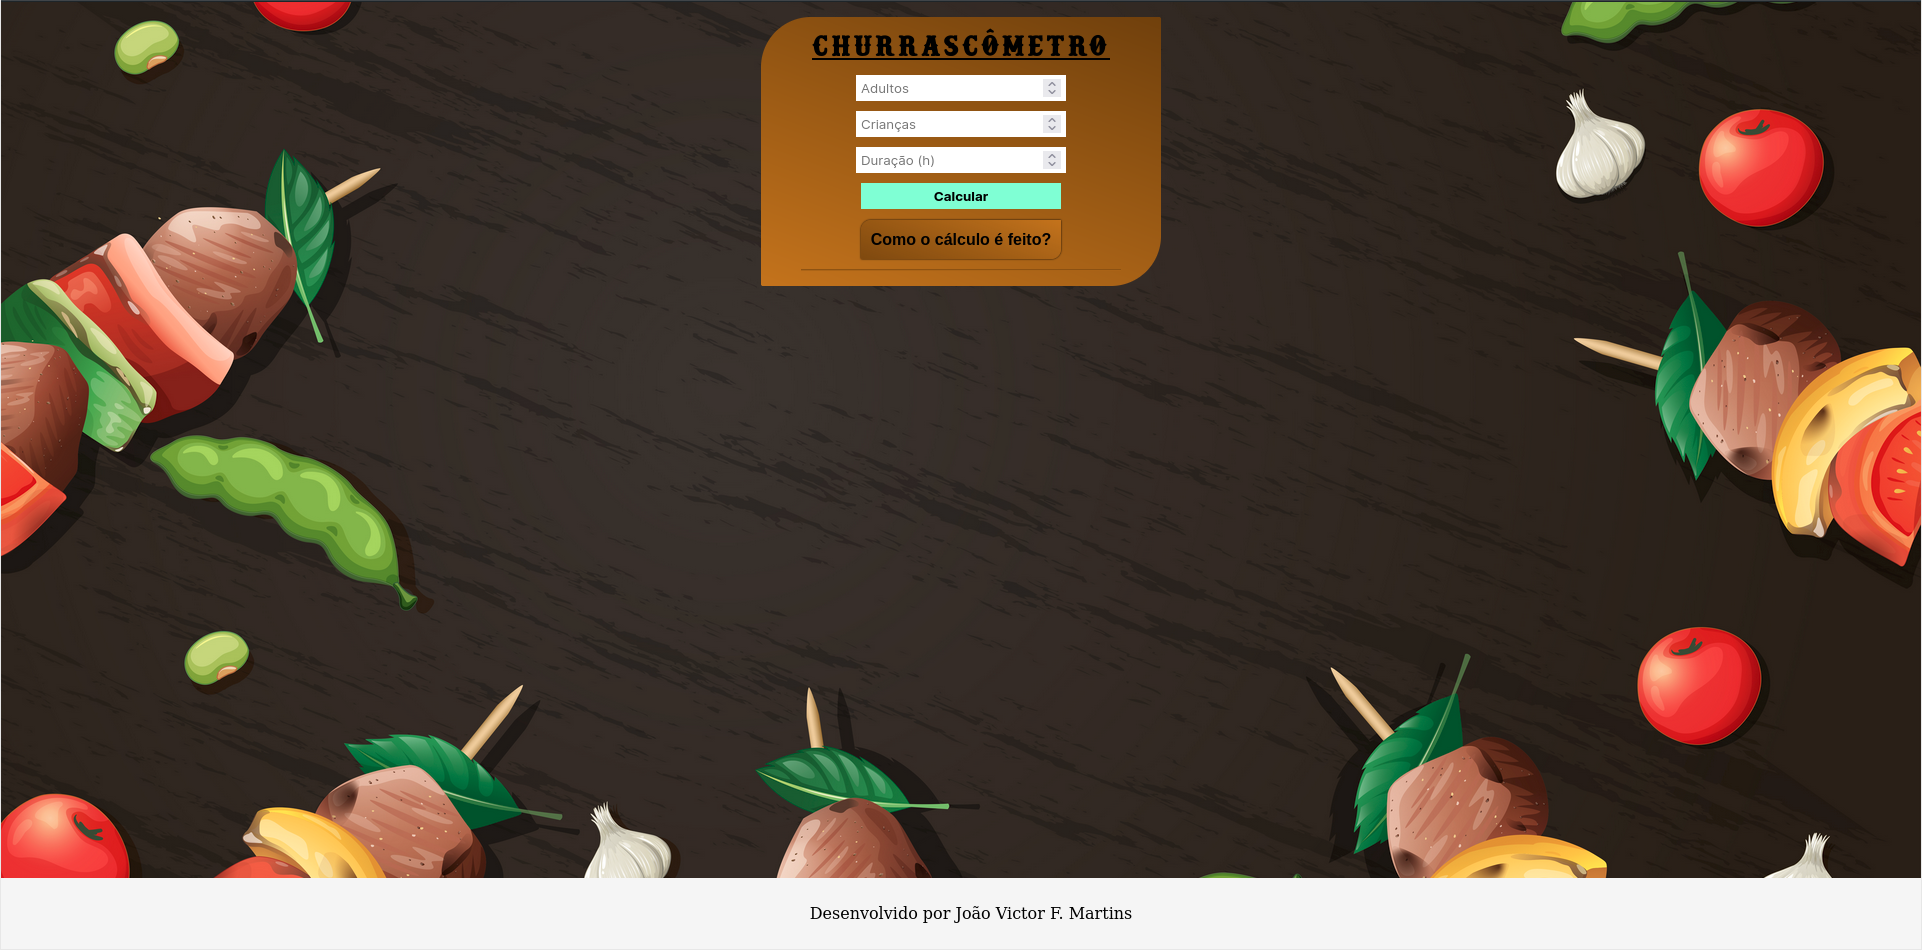 CHURRASCÔMETRO
Adultos
Crianças
Duração (h)
Calcular
Como o cálculo é feito?
Desenvolvido por João Victor F. Martins